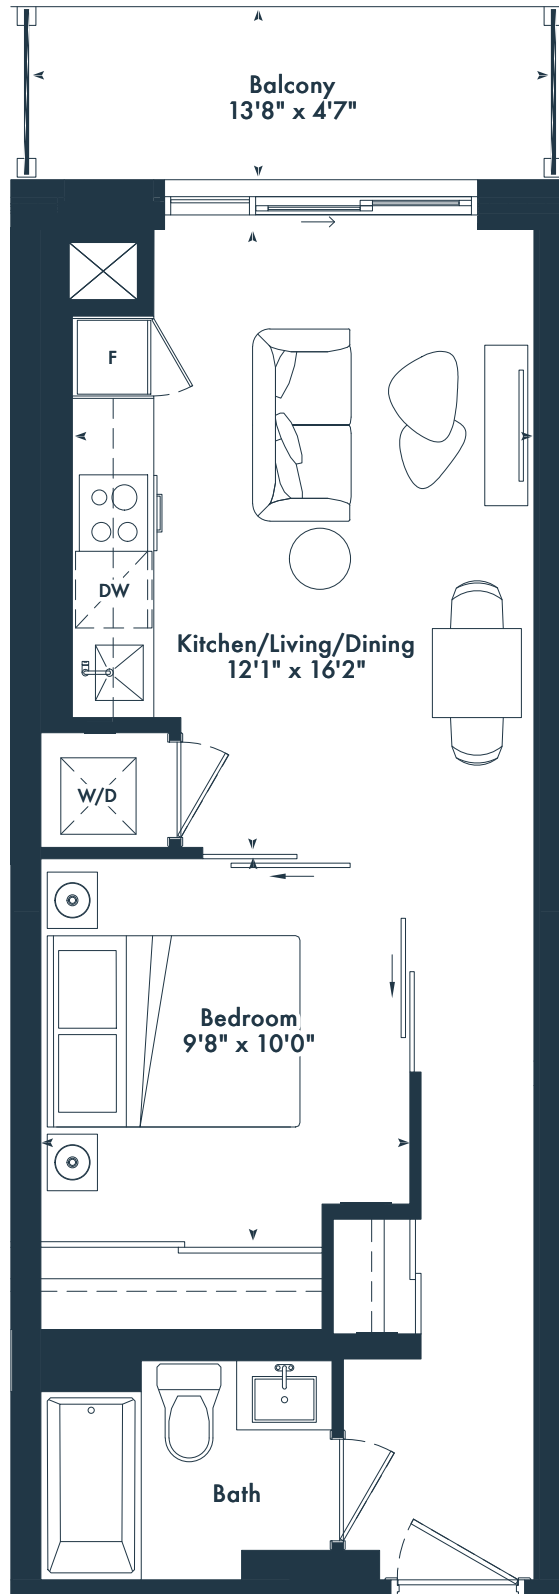 Balcony
13'8" x 4'7"
F
DW
Kitchen/Living/Dining
12'1" x 16'2"
W/D
Bedroom
9'8" x 10'0"
Bath